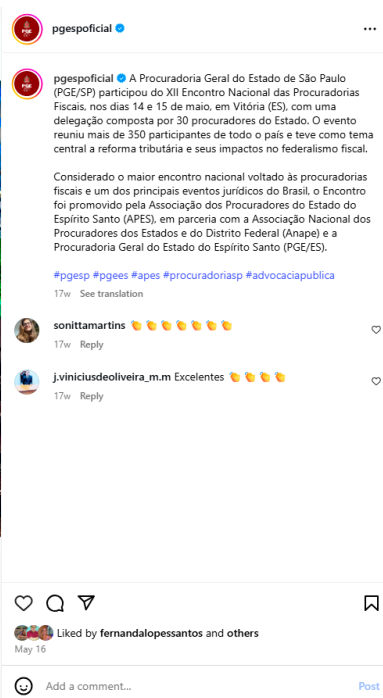 pgespoficial
pgespoficial A Procuradoria Geral do Estado de São Paulo
(PGE/SP) participou do XII Encontro Nacional das Procuradorias
Fiscais, nos dias 14 e 15 de maio, em Vitória (ES), com uma
delegação composta por 30 procuradores do Estado. O evento
reuniu mais de 350 participantes de todo o país e teve como tema
central a reforma tributária e seus impactos no federalismo fiscal.
Considerado o maior encontro nacional voltado às procuradorias
fiscais e um dos principais eventos jurídicos do Brasil, o Encontro
foi promovido pela Associação dos Procuradores do Estado do
Espírito Santo (APES), em parceria com a Associação Nacional dos
Procuradores dos Estados e do Distrito Federal (Anape) e a
Procuradoria Geral do Estado do Espírito Santo (PGE/ES).
#pgesp #pgees #apes #procuradoriasp #advocaciapublica
17w See translation
sonittamartins 👏👏👏👏👏👏👏
17w Reply
j.viniciusdeoliveira_m.m Excelentes 👏👏👏👏
17w Reply
Liked by fernandalopessantos and others
May 16
Add a comment...
Post